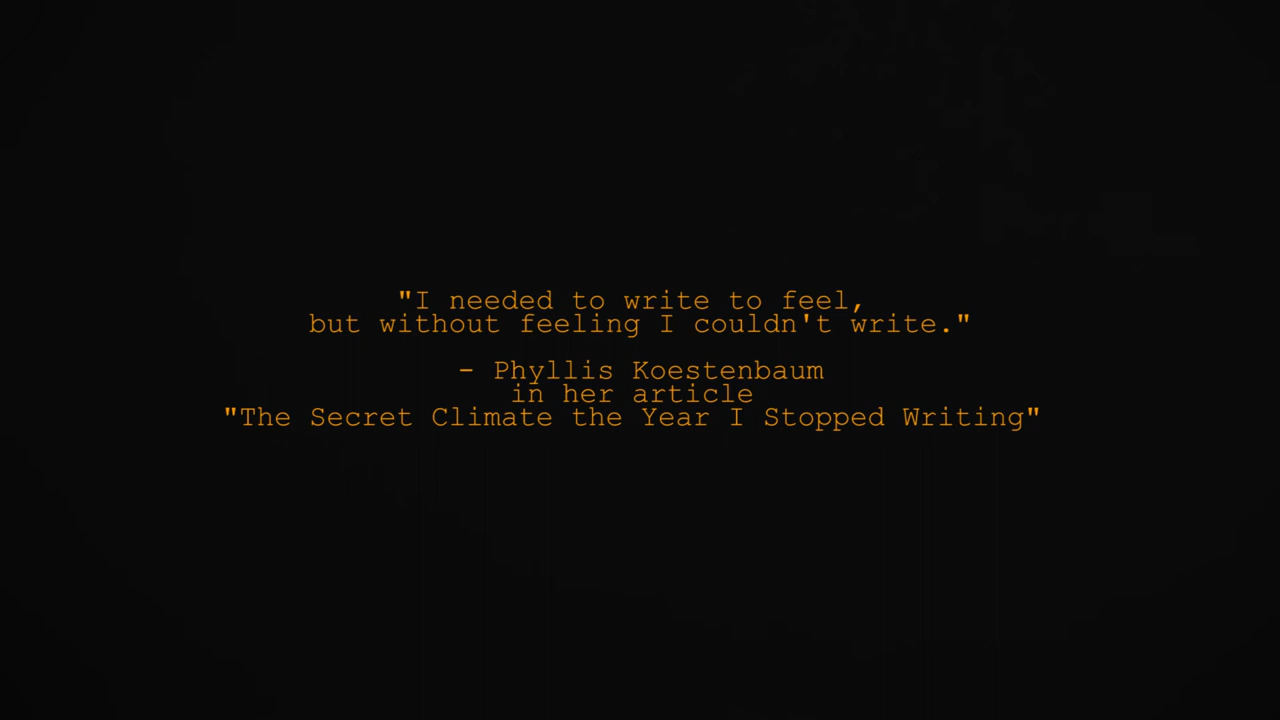 "I needed to write to feel,
but without feeling I couldn't write."
- Phyllis Koestenbaum
in her article
"The Secret Climate the Year I Stopped Writing"